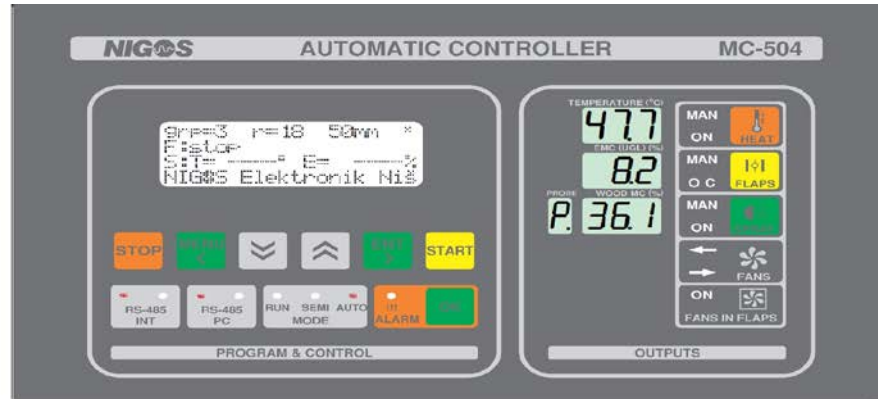 NIGOS AUTOMATIC CONTROLLER MC-504
grp=3 r=18 50mm *
F:stop
S:T= -----° E= -----%
NIGOS Elektronik Niš
STOP
START
RS-485 INT
RS-485 PC
RUN SEMI AUTO
MODE
ALARM
PROGRAM & CONTROL
TEMPERATURE (°C)
47.7
EMC (UGL) (%)
8.2
PROBE WOOD MC (%)
P. 36.1
MAN
ON HEAT
MAN
O C FLAPS
MAN
ON
FANS
ON
FANS IN FLAPS
OUTPUTS